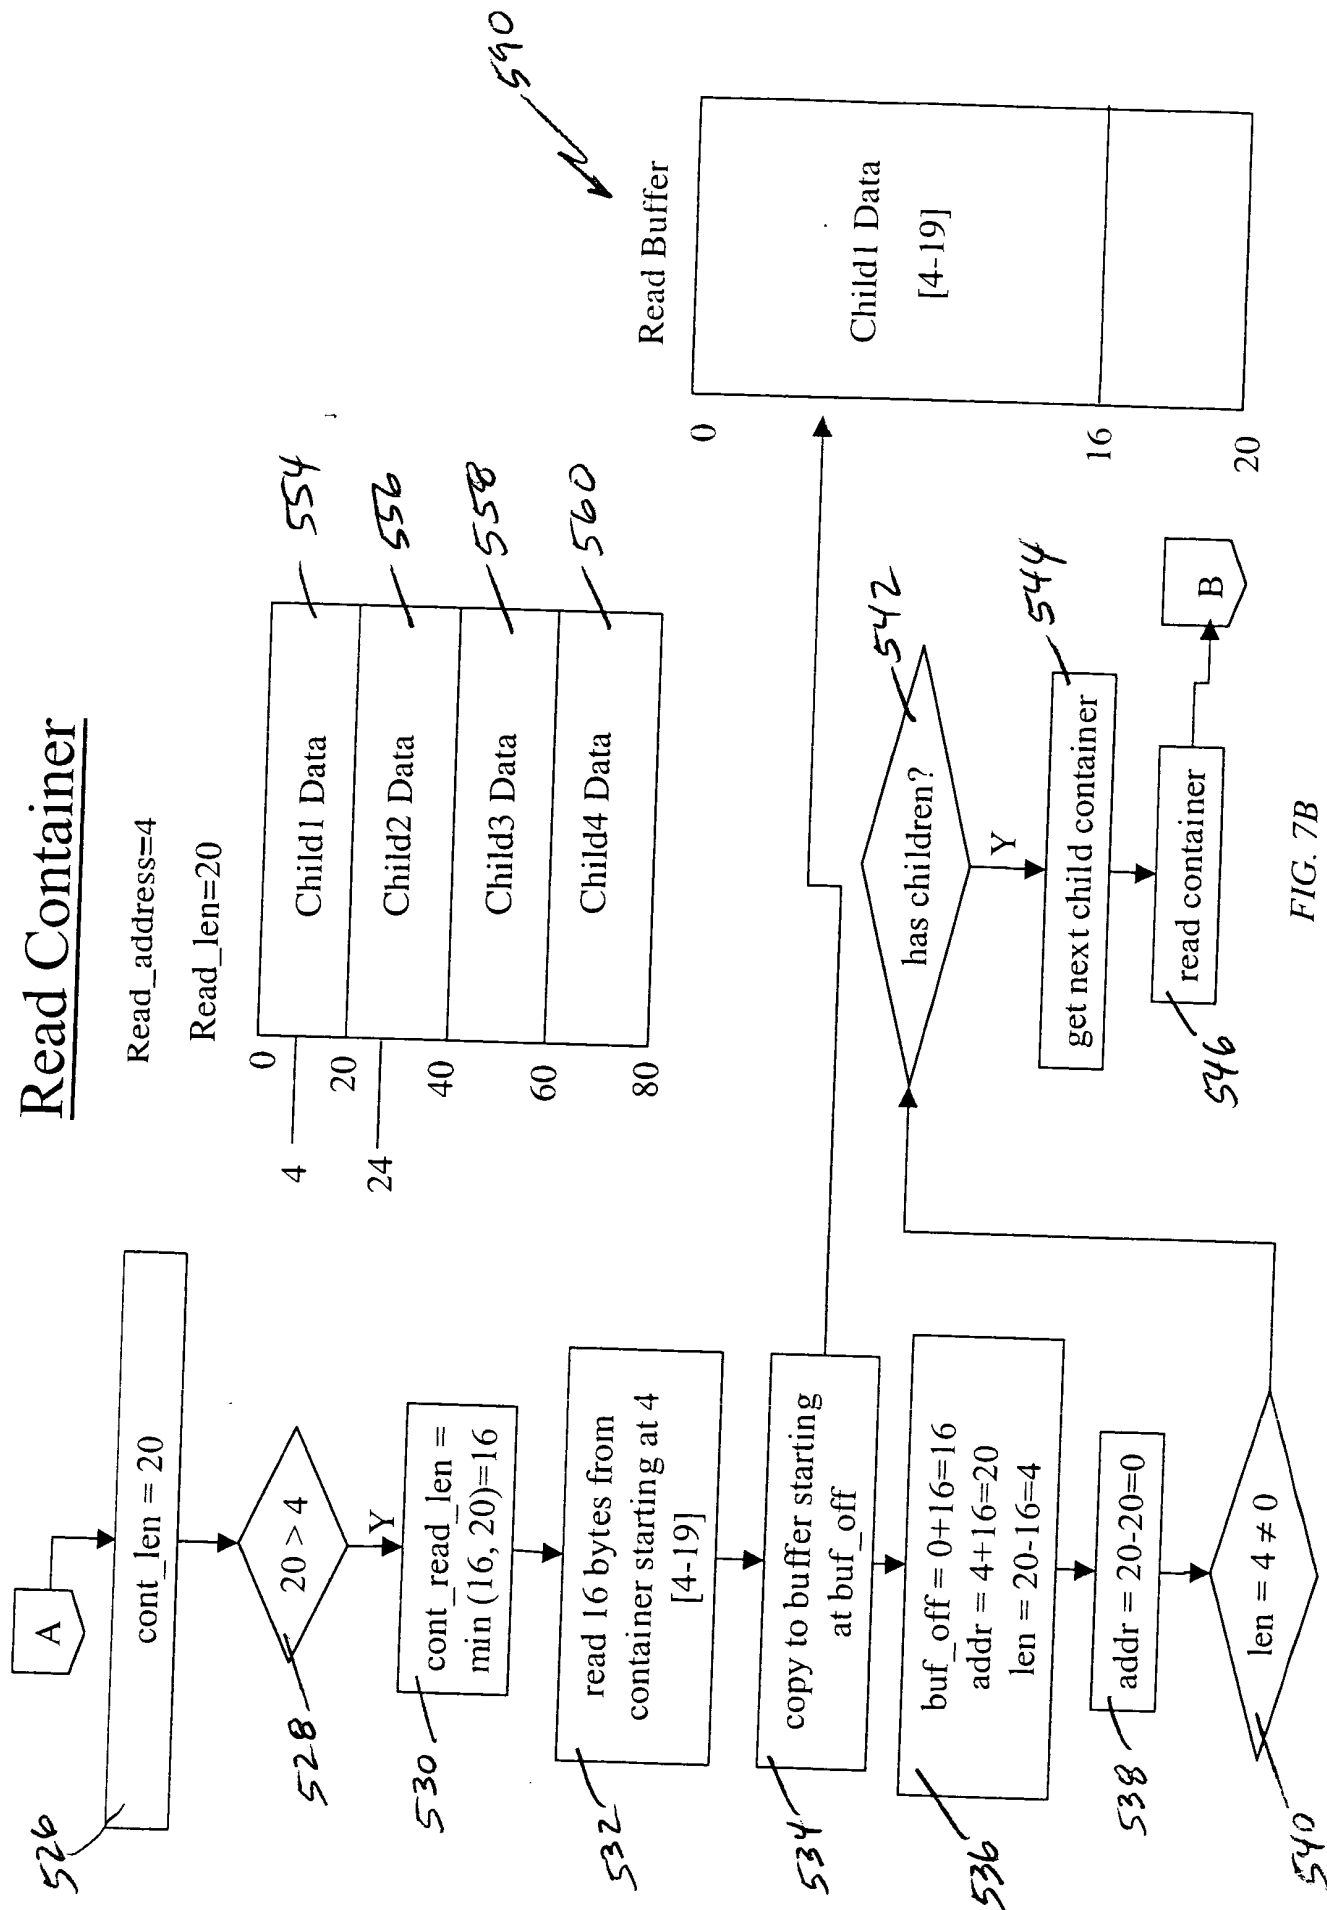 Read Container
Read_address=4
Read_len=20
A
cont_len = 20
526
20 > 4
528
Y
cont_read_len =
min (16, 20)=16
530
read 16 bytes from
container starting at 4
[4-19]
532
copy to buffer starting
at buf_off
534
buf_off = 0+16=16
addr = 4+16=20
len = 20-16=4
536
addr = 20-20=0
538
len = 4 ≠ 0
540
0
4
20
24
40
60
80
Child1 Data
554
Child2 Data
556
Child3 Data
558
Child4 Data
560
has children?
542
Y
get next child container
544
read container
546
B
Read Buffer
590
0
Child1 Data
[4-19]
16
20
FIG. 7B